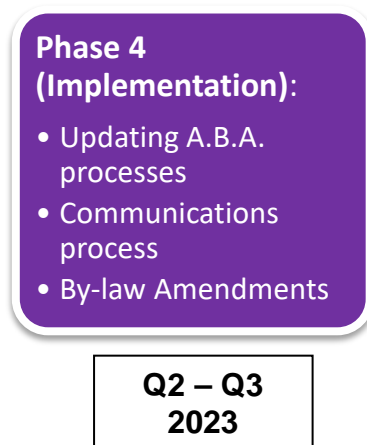 Phase 4
(Implementation):
• Updating A.B.A.
processes
• Communications
process
• By-law Amendments
Q2 – Q3
2023